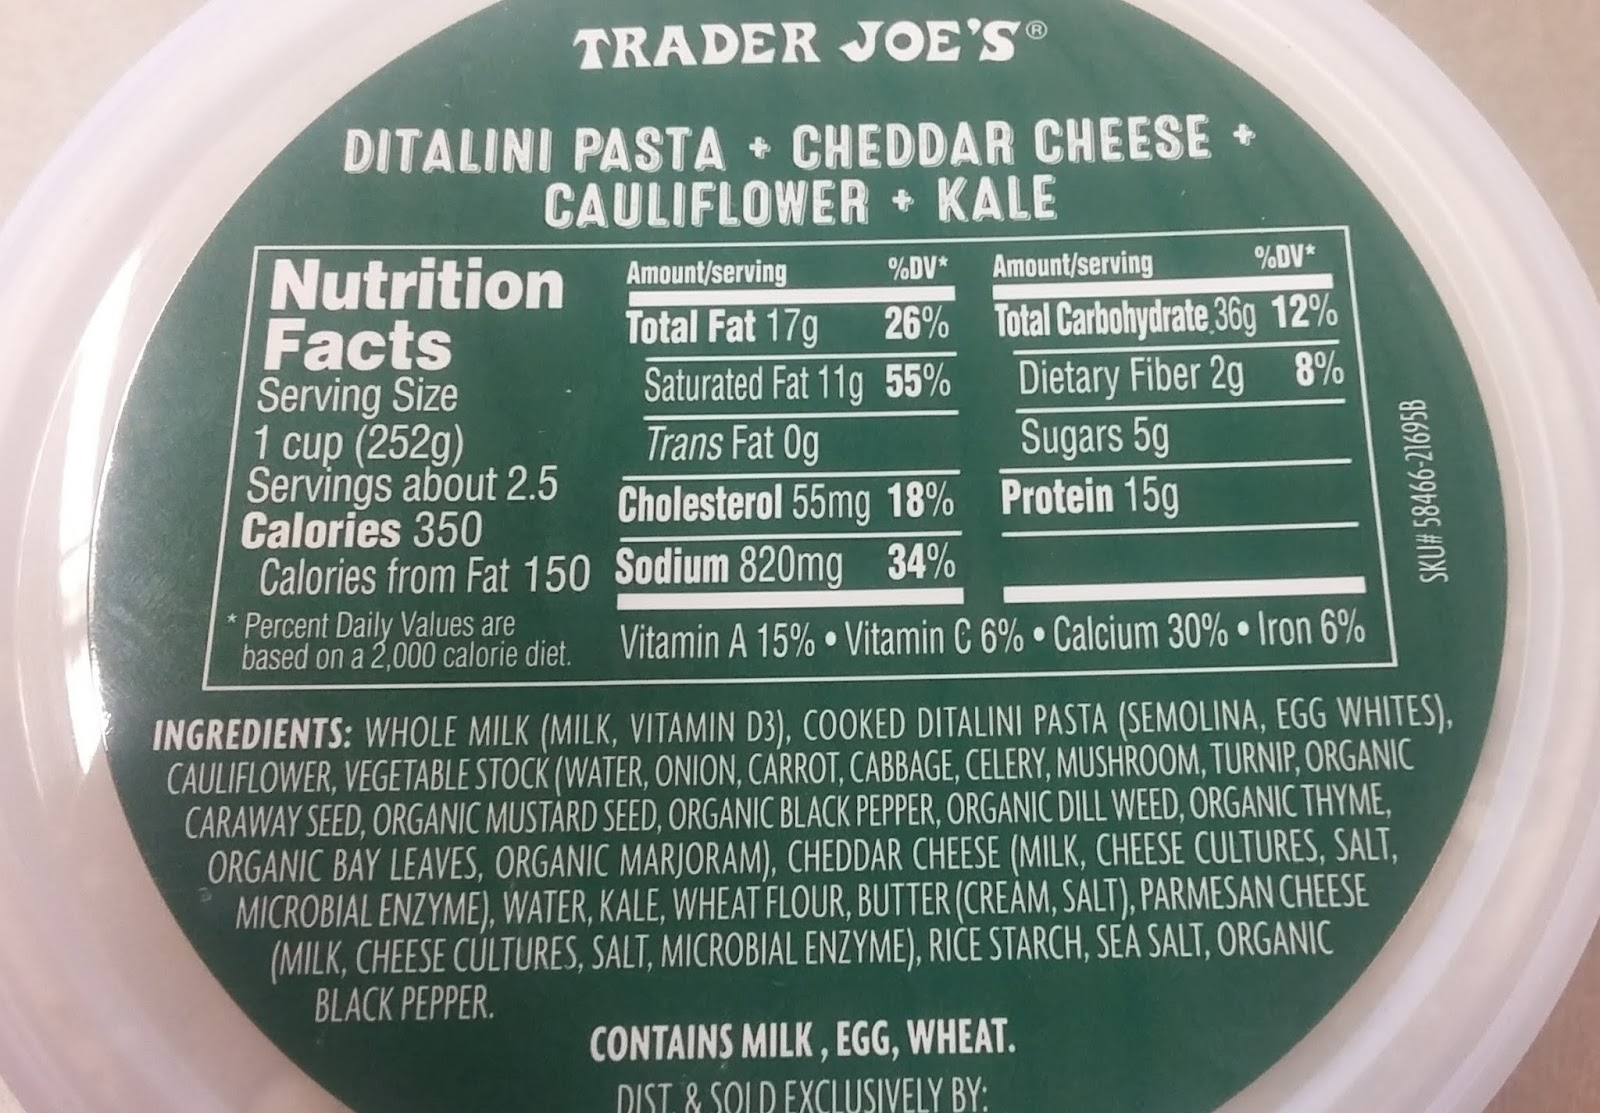 TRADER JOE'S®
DITALINI PASTA + CHEDDAR CHEESE +
CAULIFLOWER + KALE
Nutrition
Facts
Serving Size
1 cup (252g)
Servings about 2.5
Calories 350
Calories from Fat 150
* Percent Daily Values are
based on a 2,000 calorie diet.
Amount/serving %DV*
Total Fat 17g 26%
Saturated Fat 11g 55%
Trans Fat 0g
Cholesterol 55mg 18%
Sodium 820mg 34%
Amount/serving %DV*
Total Carbohydrate 36g 12%
Dietary Fiber 2g 8%
Sugars 5g
Protein 15g
Vitamin A 15% • Vitamin C 6% • Calcium 30% • Iron 6%
SKU# 58466-21695B
INGREDIENTS: WHOLE MILK (MILK, VITAMIN D3), COOKED DITALINI PASTA (SEMOLINA, EGG WHITES),
CAULIFLOWER, VEGETABLE STOCK (WATER, ONION, CARROT, CABBAGE, CELERY, MUSHROOM, TURNIP, ORGANIC
CARAWAY SEED, ORGANIC MUSTARD SEED, ORGANIC BLACK PEPPER, ORGANIC DILL WEED, ORGANIC THYME,
ORGANIC BAY LEAVES, ORGANIC MARJORAM), CHEDDAR CHEESE (MILK, CHEESE CULTURES, SALT,
MICROBIAL ENZYME), WATER, KALE, WHEAT FLOUR, BUTTER (CREAM, SALT), PARMESAN CHEESE
(MILK, CHEESE CULTURES, SALT, MICROBIAL ENZYME), RICE STARCH, SEA SALT, ORGANIC
BLACK PEPPER.
CONTAINS MILK , EGG, WHEAT.
DIST. & SOLD EXCLUSIVELY BY: